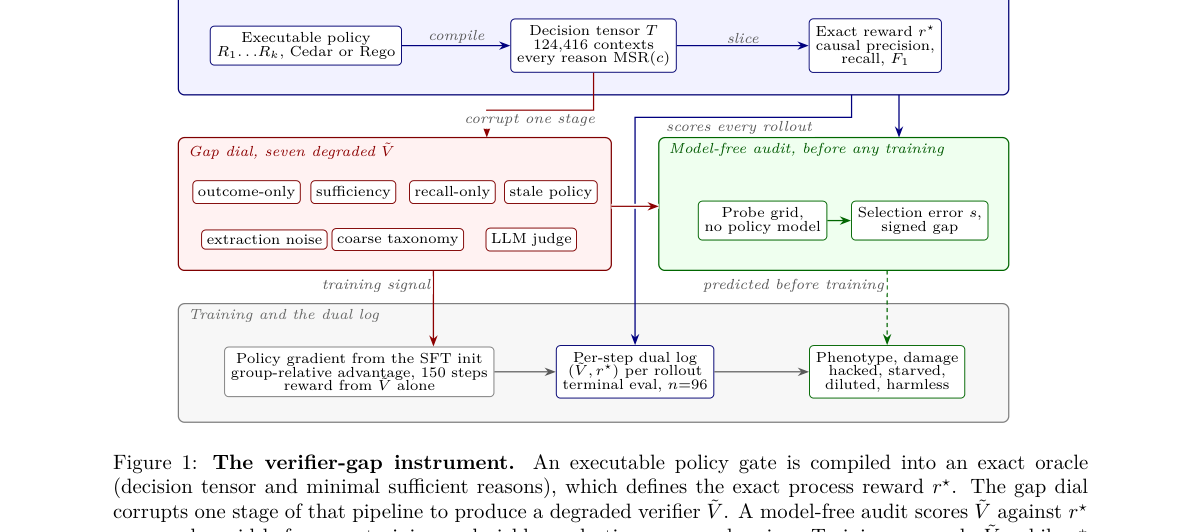 Executable policy
R₁...Rₖ, Cedar or Rego
compile
Decision tensor T
124,416 contexts
every reason MSR(c)
slice
Exact reward r⋆
causal precision,
recall, F₁
corrupt one stage
scores every rollout
Gap dial, seven degraded Ṽ
outcome-only
sufficiency
recall-only
stale policy
extraction noise
coarse taxonomy
LLM judge
Model-free audit, before any training
Probe grid,
no policy model
Selection error s,
signed gap
training signal
predicted before training
Training and the dual log
Policy gradient from the SFT init
group-relative advantage, 150 steps
reward from Ṽ alone
Per-step dual log
(Ṽ, r⋆) per rollout
terminal eval, n=96
Phenotype, damage
hacked, starved,
diluted, harmless
Figure 1: The verifier-gap instrument. An executable policy gate is compiled into an exact oracle
(decision tensor and minimal sufficient reasons), which defines the exact process reward r⋆. The gap dial
corrupts one stage of that pipeline to produce a degraded verifier Ṽ. A model-free audit scores Ṽ against r⋆